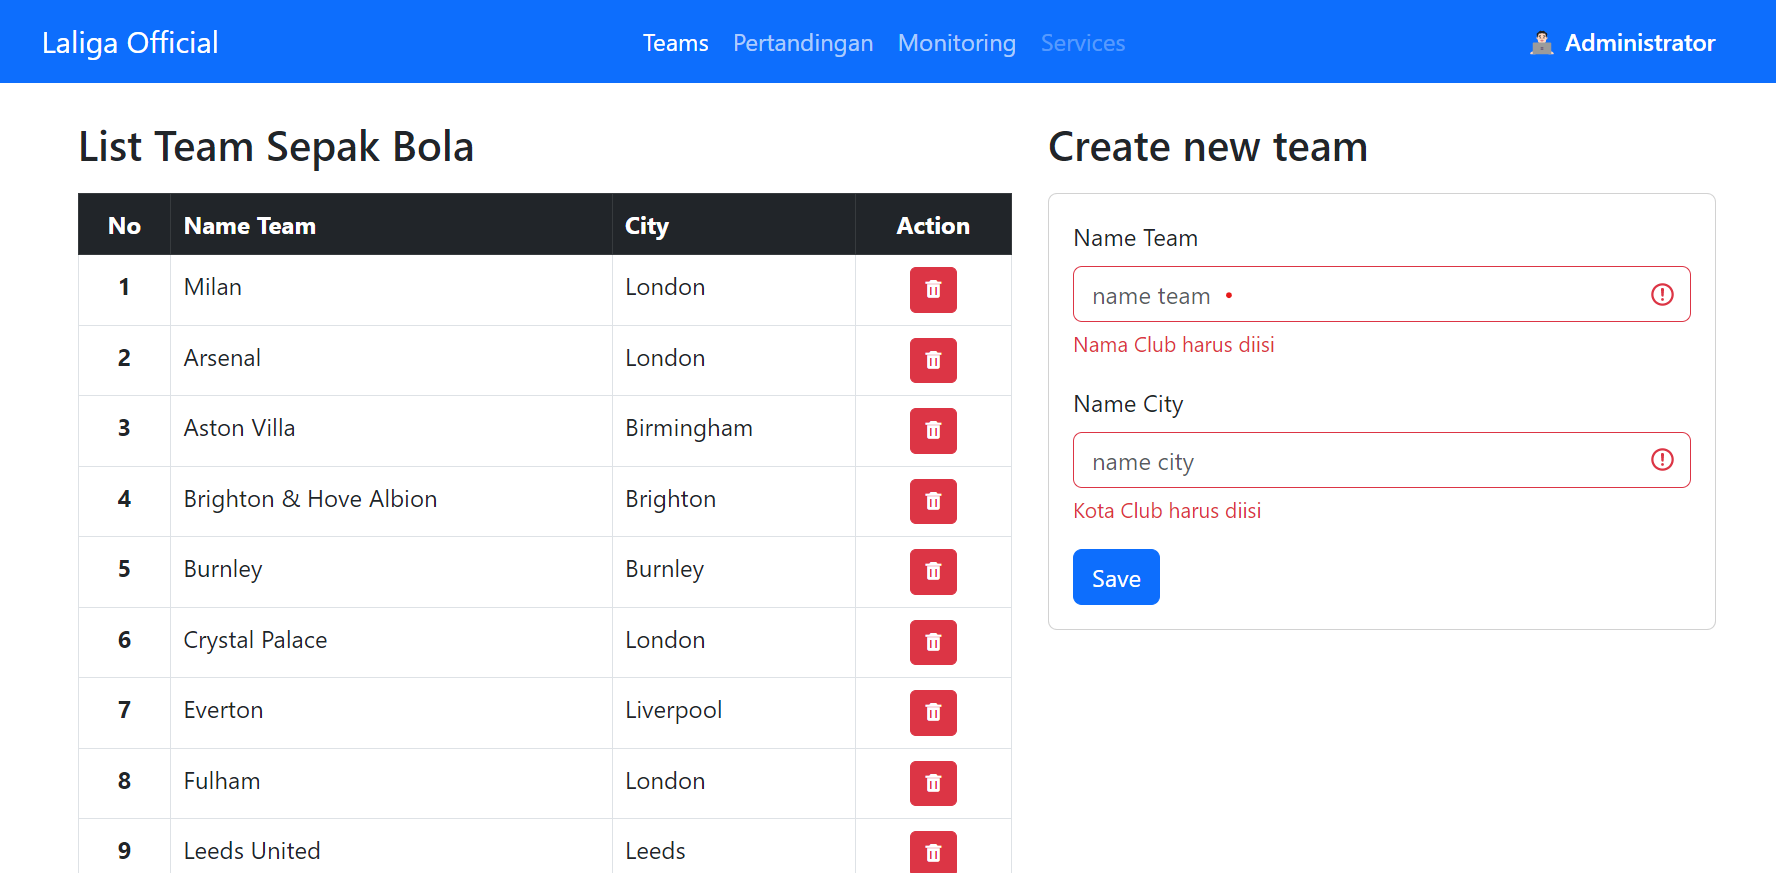 Laliga Official Teams Pertandingan Monitoring Services Administrator
List Team Sepak Bola
No Name Team City Action
1 Milan London
2 Arsenal London
3 Aston Villa Birmingham
4 Brighton & Hove Albion Brighton
5 Burnley Burnley
6 Crystal Palace London
7 Everton Liverpool
8 Fulham London
9 Leeds United Leeds
Create new team
Name Team
name team
Nama Club harus diisi
Name City
name city
Kota Club harus diisi
Save